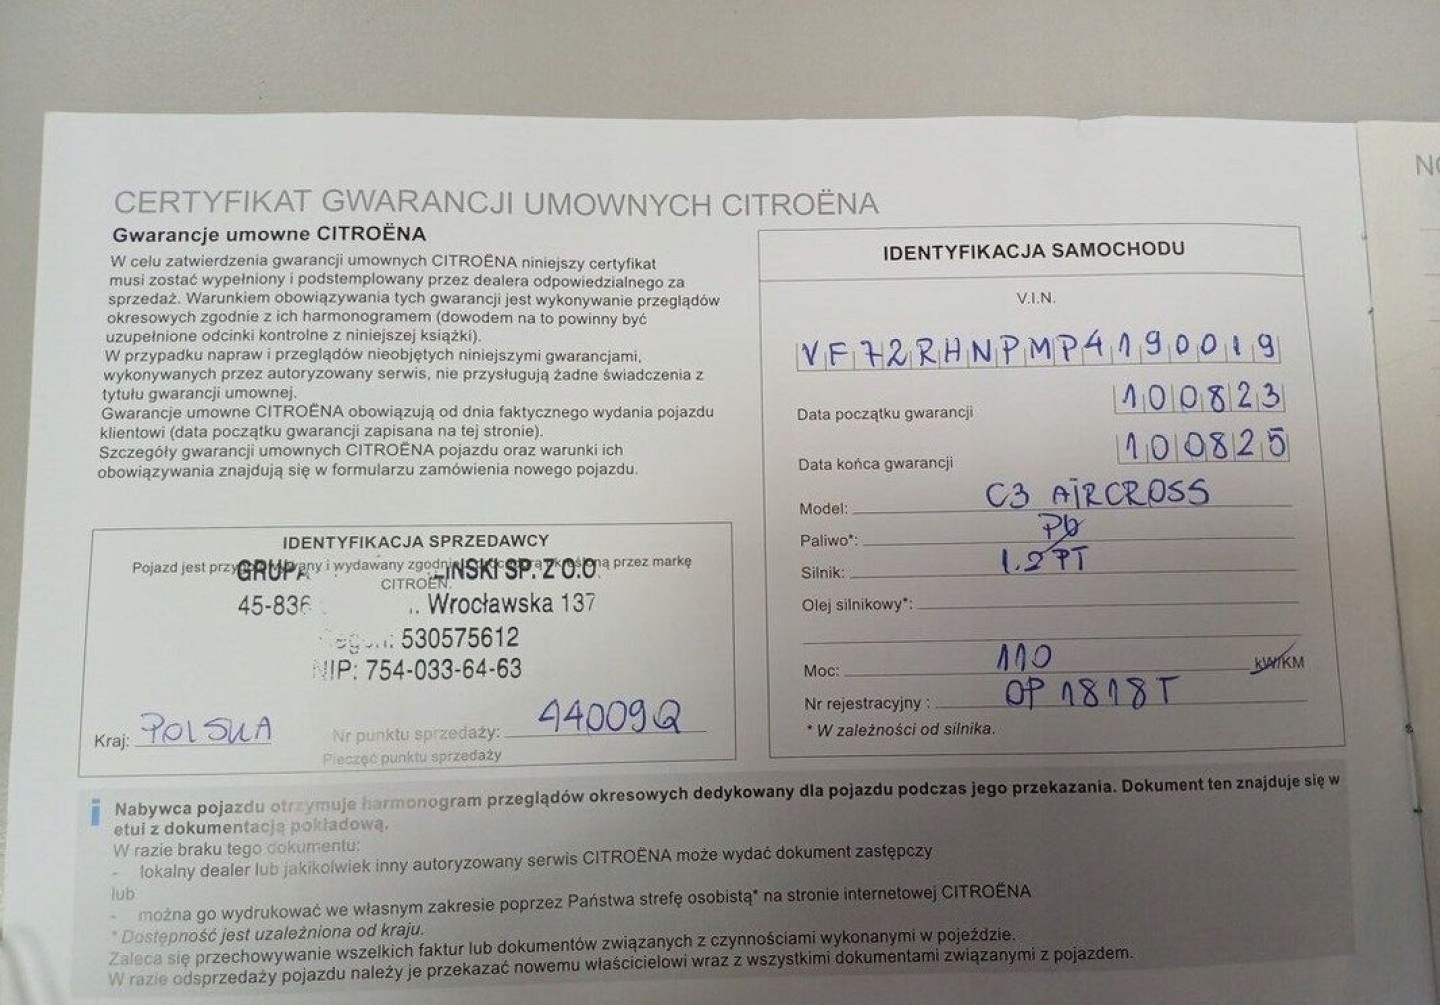 CERTYFIKAT GWARANCJI UMOWNYCH CITROËNA
Gwarancje umowne CITROËNA
W celu zatwierdzenia gwarancji umownych CITROËNA niniejszy certyfikat
musi zostać wypełniony i podstemplowany przez dealera odpowiedzialnego za
sprzedaż. Warunkiem obowiązywania tych gwarancji jest wykonywanie przeglądów
okresowych zgodnie z ich harmonogramem (dowodem na to powinny być
uzupełnione odcinki kontrolne z niniejszej książki).
W przypadku napraw i przeglądów nieobjętych niniejszymi gwarancjami,
wykonywanych przez autoryzowany serwis, nie przysługują żadne świadczenia z
tytułu gwarancji umownej.
Gwarancje umowne CITROËNA obowiązują od dnia faktycznego wydania pojazdu
klientowi (data początku gwarancji zapisana na tej stronie).
Szczegóły gwarancji umownych CITROËNA pojazdu oraz warunki ich
obowiązywania znajdują się w formularzu zamówienia nowego pojazdu.
IDENTYFIKACJA SPRZEDAWCY
Pojazd jest i wydawany przez markę
CITROËN.
GRUPA SP. Z O.O.
45-836 Wrocławska 137
530575612
NIP: 754-033-64-63
Kraj: POLSKA
Nr punktu sprzedaży: 44009Q
Pieczęć punktu sprzedaży
IDENTYFIKACJA SAMOCHODU
V.I.N.
VF72RHNPMP4190019
Data początku gwarancji 100823
Data końca gwarancji 100825
Model: C3 AIRCROSS
Paliwo*: Pb
Silnik: 1.2 PT
Olej silnikowy*:
Moc: 110 kW/KM
Nr rejestracyjny : OP 1818T
* W zależności od silnika.
Nabywca pojazdu otrzymuje harmonogram przeglądów okresowych dedykowany dla pojazdu podczas jego przekazania. Dokument ten znajduje się w
etui z dokumentacją pokładową.
W razie braku tego dokumentu:
- lokalny dealer lub jakikolwiek inny autoryzowany serwis CITROËNA może wydać dokument zastępczy
lub
- można go wydrukować we własnym zakresie poprzez Państwa strefę osobistą* na stronie internetowej CITROËNA
* Dostępność jest uzależniona od kraju.
Zaleca się przechowywanie wszelkich faktur lub dokumentów związanych z czynnościami wykonanymi w pojeździe.
W razie odsprzedaży pojazdu należy je przekazać nowemu właścicielowi wraz z wszystkimi dokumentami związanymi z pojazdem.